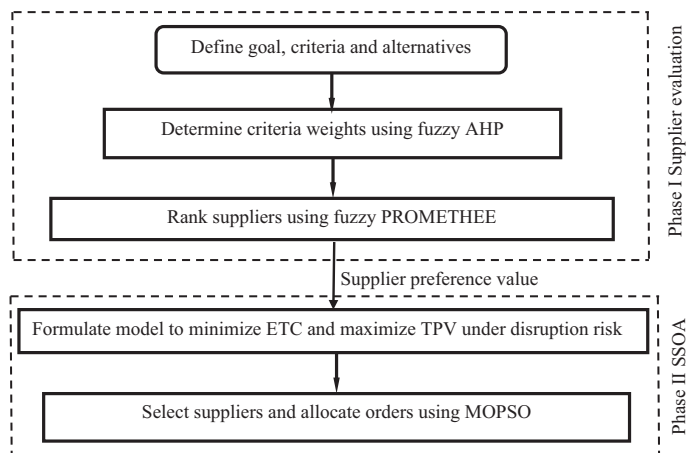 Define goal, criteria and alternatives
Determine criteria weights using fuzzy AHP
Rank suppliers using fuzzy PROMETHEE
Phase I Supplier evaluation
Supplier preference value
Formulate model to minimize ETC and maximize TPV under disruption risk
Select suppliers and allocate orders using MOPSO
Phase II SSOA